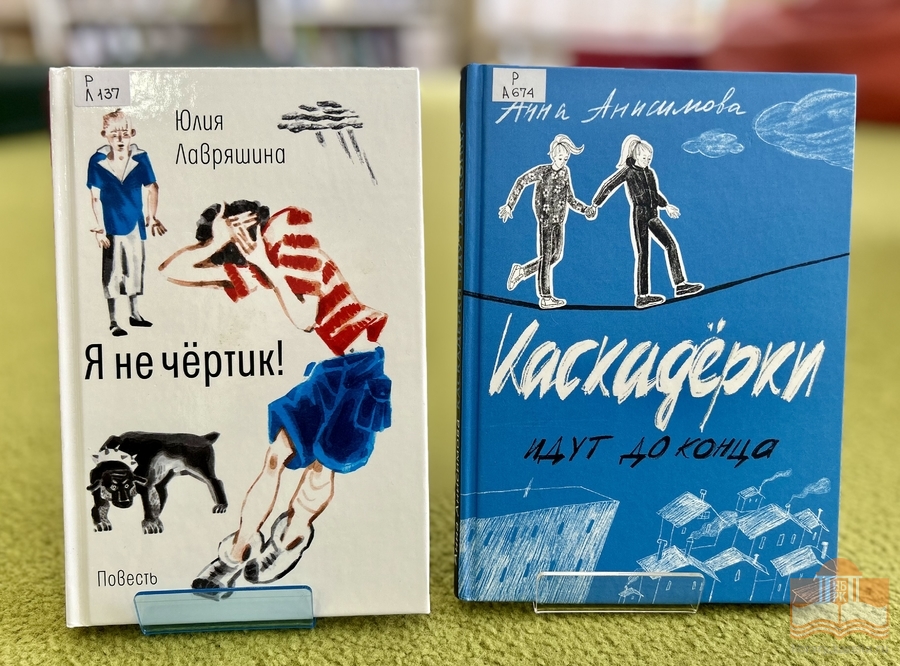 Р
Л 137
Юлия
Лавряшина
Я не чёртик!
Повесть
Р
А 674
Анна Анисимова
Каскадёрки
идут до конца